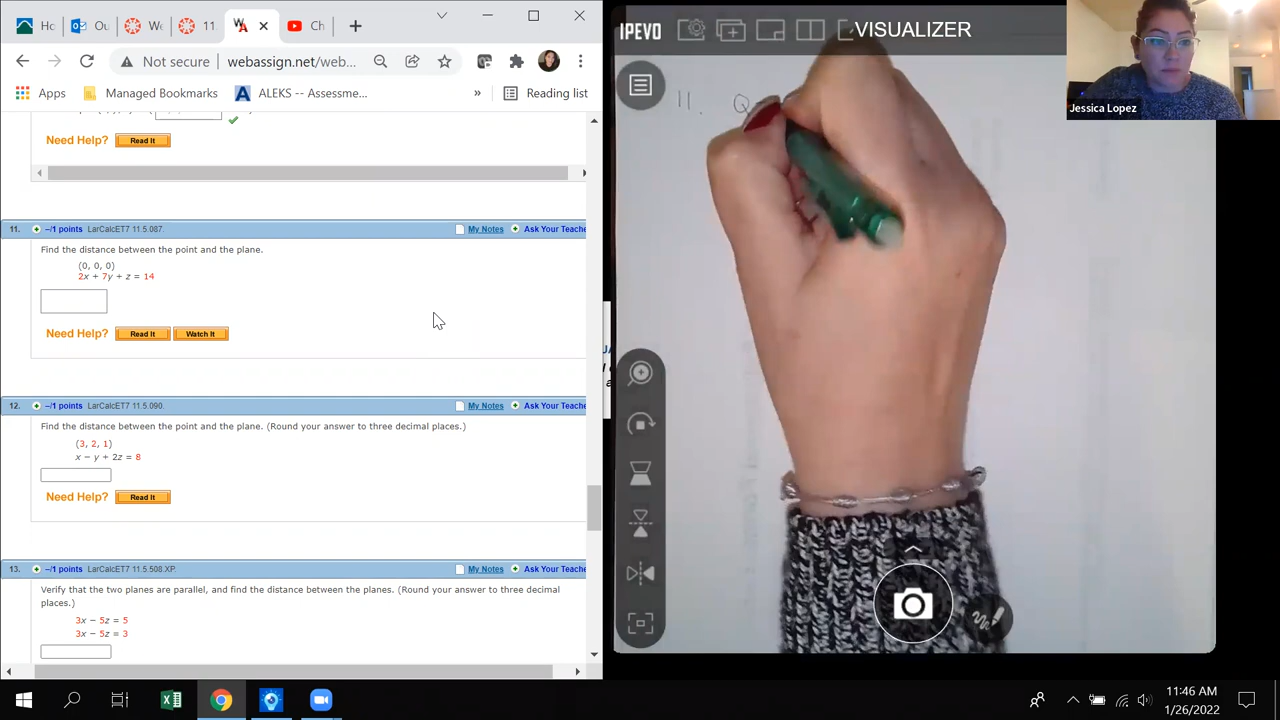 Ho
Ou
We
11
Ch
Not secure
webassign.net/web...
Apps
Managed Bookmarks
ALEKS -- Assessme...
»
Reading list
Need Help? Read It
11. –/1 points LarCalcET7 11.5.087. My Notes Ask Your Teache
Find the distance between the point and the plane.
(0, 0, 0)
2x + 7y + z = 14
Need Help? Read It Watch It
12. –/1 points LarCalcET7 11.5.090. My Notes Ask Your Teache
Find the distance between the point and the plane. (Round your answer to three decimal places.)
(3, 2, 1)
x − y + 2z = 8
Need Help? Read It
13. –/1 points LarCalcET7 11.5.508.XP. My Notes Ask Your Teache
Verify that the two planes are parallel, and find the distance between the planes. (Round your answer to three decimal
places.)
3x − 5z = 5
3x − 5z = 3
IPEVO
VISUALIZER
11. Q
Jessica Lopez
11:46 AM
1/26/2022